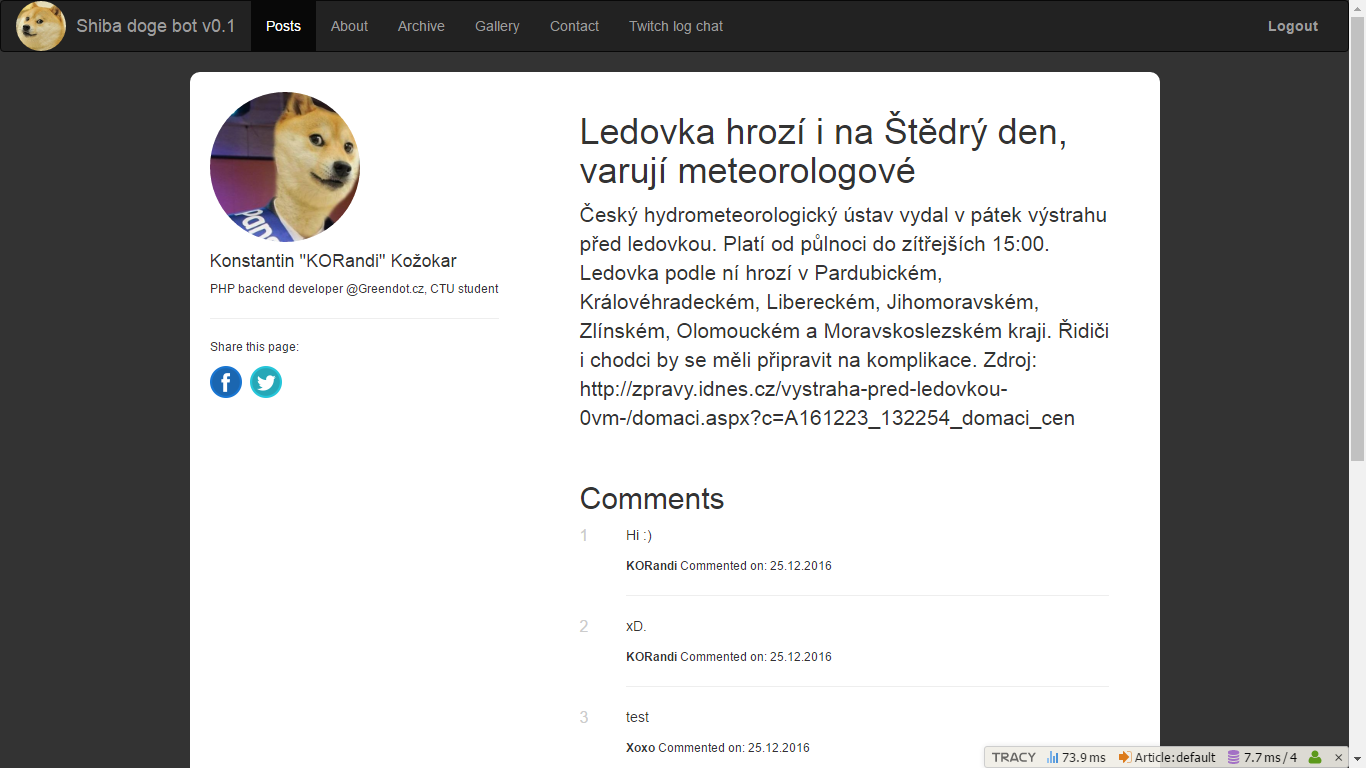 Shiba doge bot v0.1 Posts About Archive Gallery Contact Twitch log chat Logout
Konstantin "KORandi" Kožokar
PHP backend developer @Greendot.cz, CTU student
Share this page:
Ledovka hrozí i na Štědrý den,
varují meteorologové
Český hydrometeorologický ústav vydal v pátek výstrahu
před ledovkou. Platí od půlnoci do zítřejších 15:00.
Ledovka podle ní hrozí v Pardubickém,
Královéhradeckém, Libereckém, Jihomoravském,
Zlínském, Olomouckém a Moravskoslezském kraji. Řidiči
i chodci by se měli připravit na komplikace. Zdroj:
http://zpravy.idnes.cz/vystraha-pred-ledovkou-
0vm-/domaci.aspx?c=A161223_132254_domaci_cen
Comments
1 Hi :)
KORandi Commented on: 25.12.2016
2 xD.
KORandi Commented on: 25.12.2016
3 test
Xoxo Commented on: 25.12.2016
TRACY 73.9 ms Article:default 7.7 ms / 4 ×